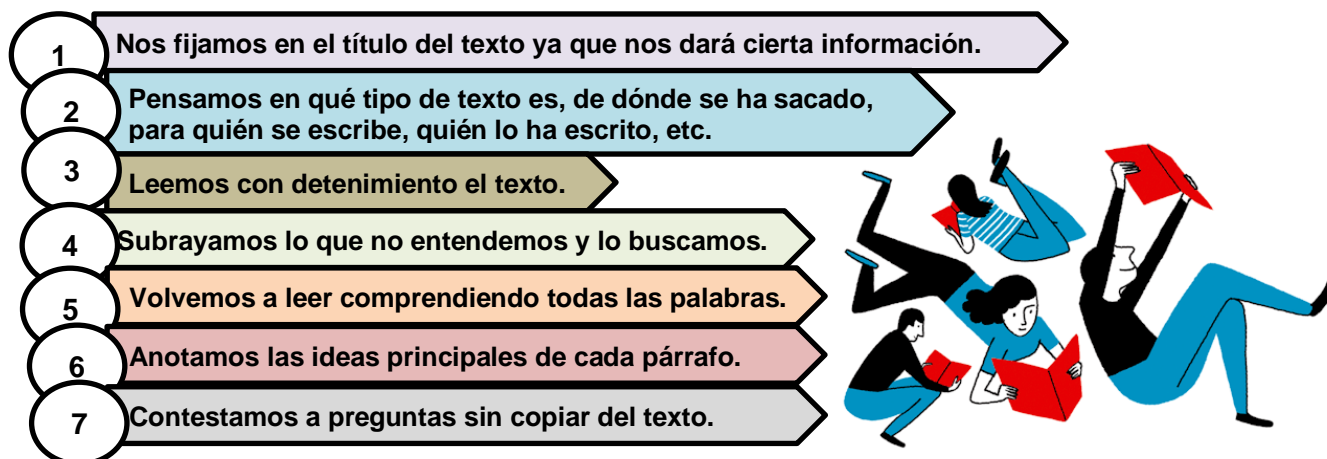 1 Nos fijamos en el título del texto ya que nos dará cierta información.
2 Pensamos en qué tipo de texto es, de dónde se ha sacado,
para quién se escribe, quién lo ha escrito, etc.
3 Leemos con detenimiento el texto.
4 Subrayamos lo que no entendemos y lo buscamos.
5 Volvemos a leer comprendiendo todas las palabras.
6 Anotamos las ideas principales de cada párrafo.
7 Contestamos a preguntas sin copiar del texto.